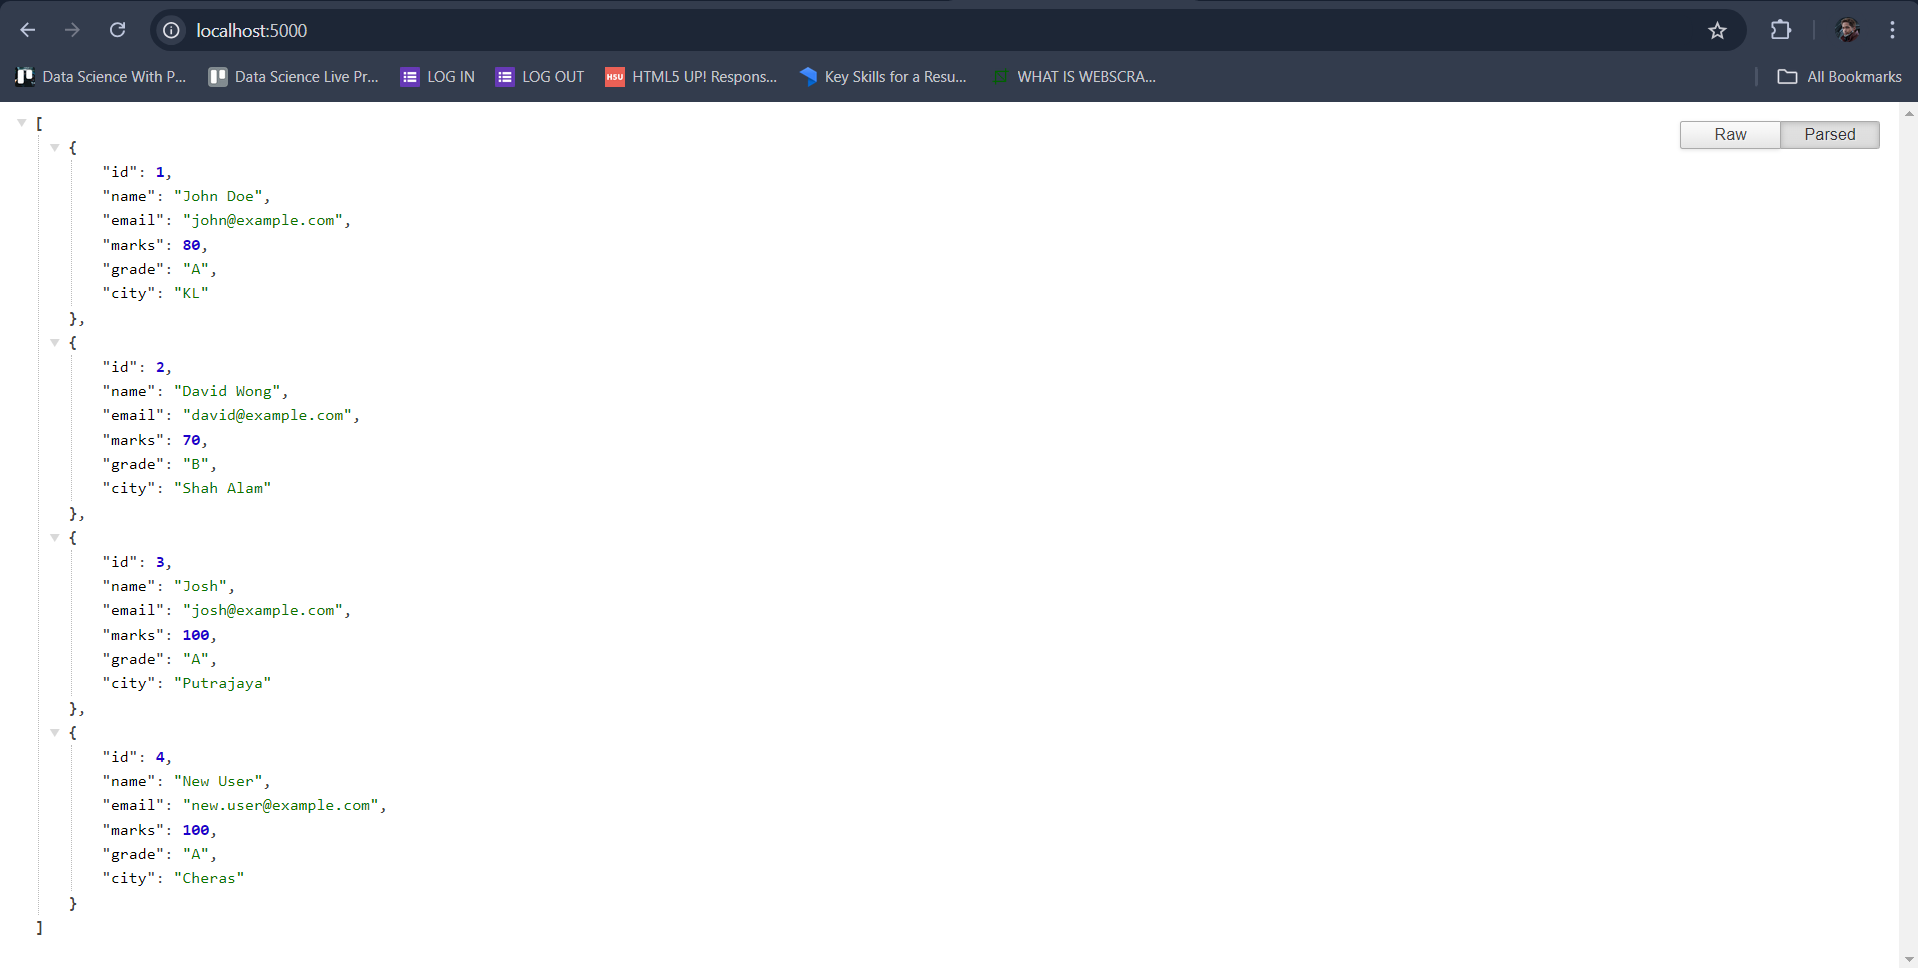 localhost:5000
Data Science With P... Data Science Live Pr... LOG IN LOG OUT HSU HTML5 UP! Respons... Key Skills for a Resu... WHAT IS WEBSCRA... All Bookmarks
Raw Parsed
[
{
"id": 1,
"name": "John Doe",
"email": "john@example.com",
"marks": 80,
"grade": "A",
"city": "KL"
},
{
"id": 2,
"name": "David Wong",
"email": "david@example.com",
"marks": 70,
"grade": "B",
"city": "Shah Alam"
},
{
"id": 3,
"name": "Josh",
"email": "josh@example.com",
"marks": 100,
"grade": "A",
"city": "Putrajaya"
},
{
"id": 4,
"name": "New User",
"email": "new.user@example.com",
"marks": 100,
"grade": "A",
"city": "Cheras"
}
]